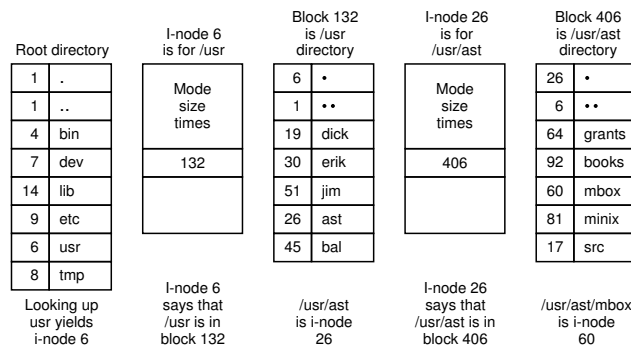 Root directory
1 .
1 ..
4 bin
7 dev
14 lib
9 etc
6 usr
8 tmp
Looking up
usr yields
i-node 6
I-node 6
is for /usr
Mode
size
times
132
I-node 6
says that
/usr is in
block 132
Block 132
is /usr
directory
6 •
1 ••
19 dick
30 erik
51 jim
26 ast
45 bal
/usr/ast
is i-node
26
I-node 26
is for
/usr/ast
Mode
size
times
406
I-node 26
says that
/usr/ast is in
block 406
Block 406
is /usr/ast
directory
26 •
6 ••
64 grants
92 books
60 mbox
81 minix
17 src
/usr/ast/mbox
is i-node
60